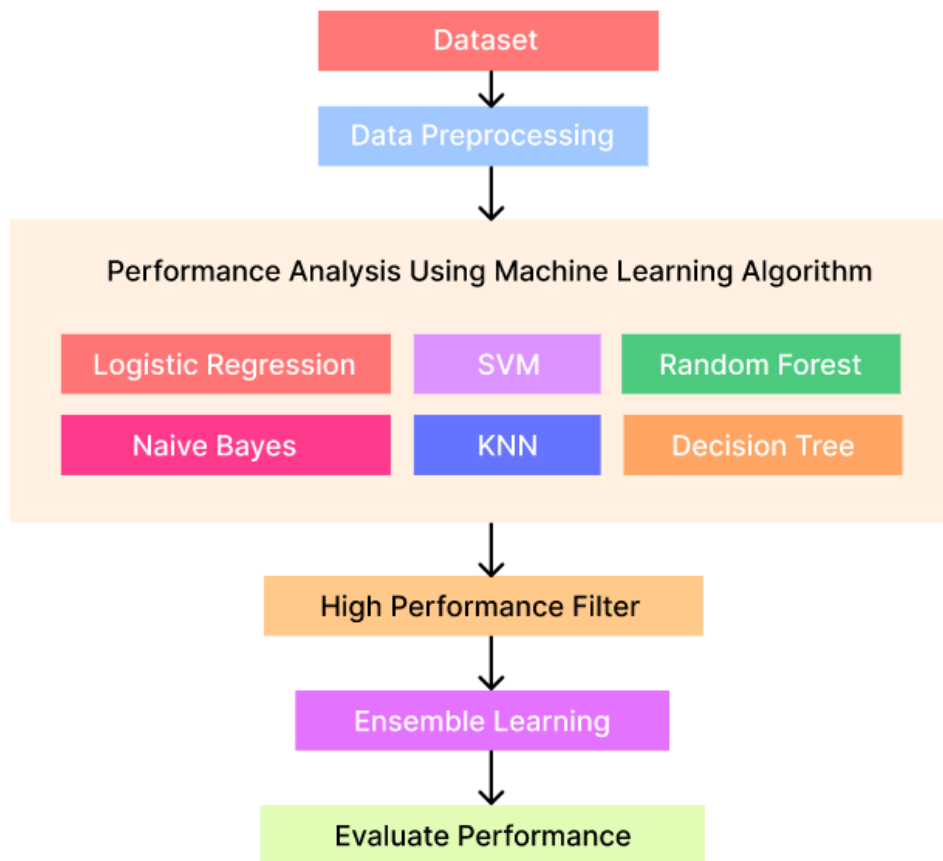 Dataset
Data Preprocessing
Performance Analysis Using Machine Learning Algorithm
Logistic Regression
SVM
Random Forest
Naive Bayes
KNN
Decision Tree
High Performance Filter
Ensemble Learning
Evaluate Performance